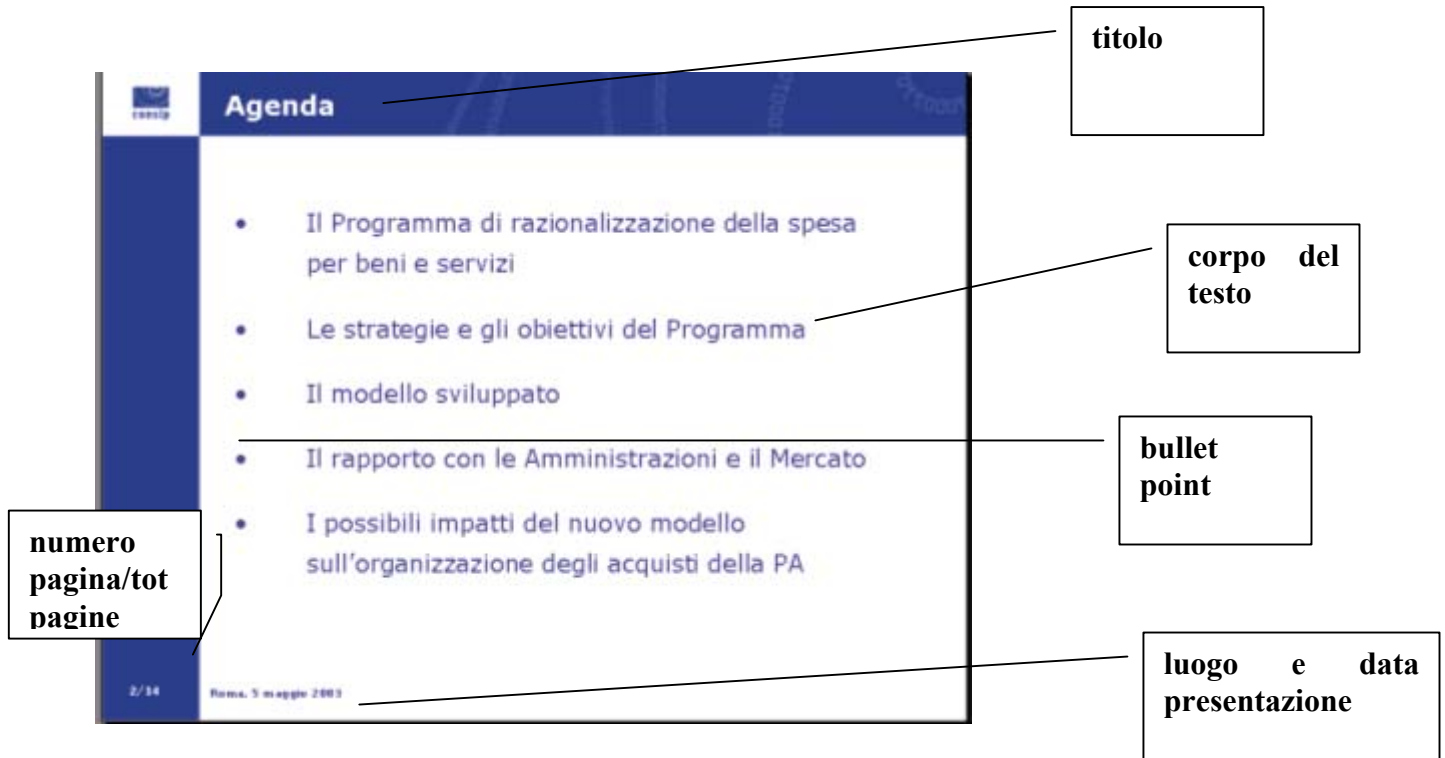 titolo
consip
Agenda
• Il Programma di razionalizzazione della spesa
per beni e servizi
corpo del
testo
• Le strategie e gli obiettivi del Programma
• Il modello sviluppato
• Il rapporto con le Amministrazioni e il Mercato
bullet
point
• I possibili impatti del nuovo modello
sull'organizzazione degli acquisti della PA
numero
pagina/tot
pagine
luogo e data
presentazione
2/14
Roma, 5 maggio 2003